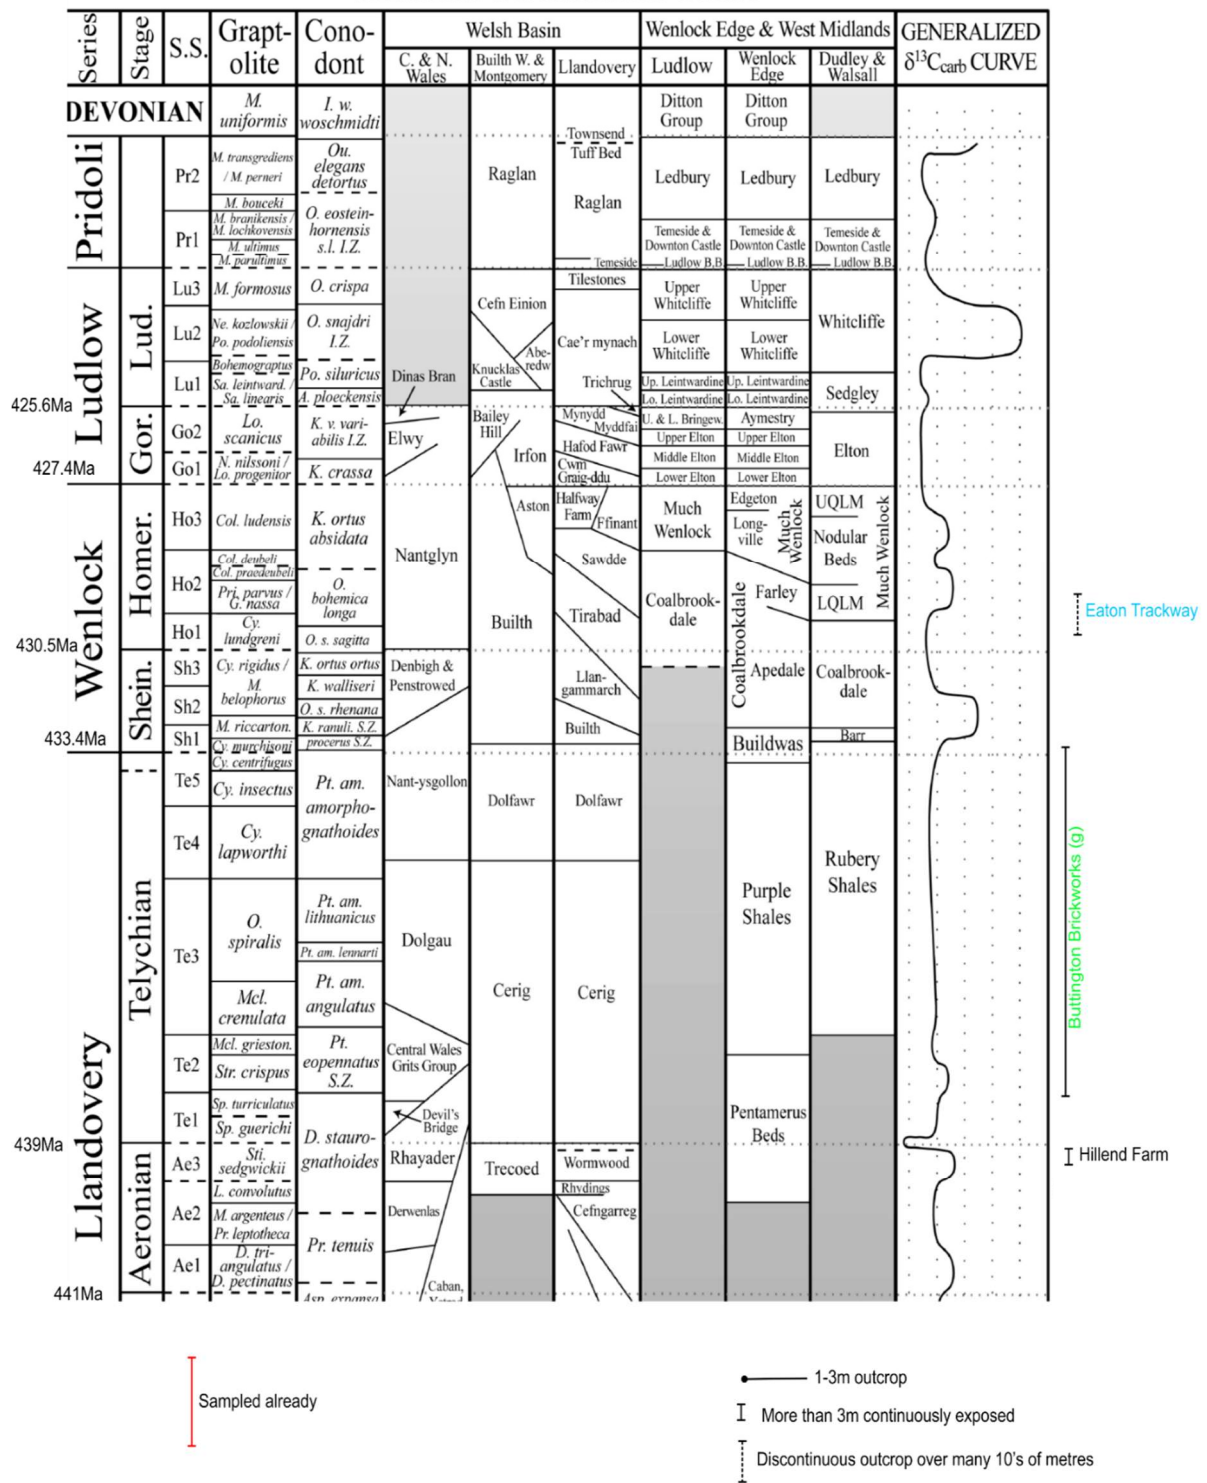 Series
Stage
S.S.
Grapt-
olite
Cono-
dont
Welsh Basin
C. & N.
Wales
Builth W. &
Montgomery
Llandovery
Wenlock Edge & West Midlands
Ludlow
Wenlock
Edge
Dudley &
Walsall
GENERALIZED
δ13Ccarb CURVE
DEVONIAN
Pridoli
Ludlow
Wenlock
Llandovery
Lud.
Gor.
Homer.
Shein.
Telychian
Aeronian
425.6Ma
427.4Ma
430.5Ma
433.4Ma
439Ma
441Ma
Pr2
Pr1
Lu3
Lu2
Lu1
Go2
Go1
Ho3
Ho2
Ho1
Sh3
Sh2
Sh1
Te5
Te4
Te3
Te2
Te1
Ae3
Ae2
Ae1
M.
uniformis
M. transgrediens
/ M. perneri
M. bouceki
M. branikensis /
M. lochkovensis
M. ultimus
M. parultimus
M. formosus
Ne. kozlowskii /
Po. podoliensis
Bohemograptus
Sa. leintward. /
Sa. linearis
Lo.
scanicus
N. nilssoni /
Lo. progenitor
Col. ludensis
Col. deubeli
Col. praedeubeli
Pri. parvus /
G. nassa
Cy.
lundgreni
Cy. rigidus /
M.
belophorus
M. riccarton.
Cy. murchisoni
Cy. centrifugus
Cy. insectus
Cy.
lapworthi
O.
spiralis
Mcl.
crenulata
Mcl. grieston.
Str. crispus
Sp. turriculatus
Sp. guerichi
Sti.
sedgwickii
L. convolutus
M. argenteus /
Pr. leptotheca
D. tri-
angulatus /
D. pectinatus
I. w.
woschmidti
Ou.
elegans
detortus
O. eostein-
hornensis
s.l. I.Z.
O. crispa
O. snajdri
I.Z.
Po. siluricus
A. ploeckensis
K. v. vari-
abilis I.Z.
K. crassa
K. ortus
absidata
O.
bohemica
longa
O. s. sagitta
K. ortus ortus
K. walliseri
O. s. rhenana
K. ranuli. S.Z.
procerus S.Z.
Pt. am.
amorpho-
gnathoides
Pt. am.
lithuanicus
Pt. am. lennarti
Pt. am.
angulatus
Pt.
eopennatus
S.Z.
D. stauro-
gnathoides
Pr. tenuis
Asp. expansa
Dinas Bran
Elwy
Nantglyn
Denbigh &
Penstrowed
Nant-ysgollon
Dolgau
Central Wales
Grits Group
Devil's
Bridge
Rhayader
Derwenlas
Caban,
Raglan
Cefn Einion
Abe-
redw
Knucklas
Castle
Bailey
Hill
Irfon
Aston
Builth
Dolfawr
Cerig
Trecoed
Townsend
Tuff Bed
Raglan
Temeside
Tilestones
Cae'r mynach
Trichrug
Mynydd
Myddfai
Hafod Fawr
Cwm
Graig-ddu
Halfway
Farm
Ffinant
Sawdde
Tirabad
Llan-
gammarch
Builth
Dolfawr
Cerig
Wormwood
Rhydings
Cefngarreg
Ditton
Group
Ledbury
Temeside &
Downton Castle
Ludlow B.B.
Upper
Whitcliffe
Lower
Whitcliffe
Up. Leintwardine
Lo. Leintwardine
U. & L. Bringew.
Upper Elton
Middle Elton
Lower Elton
Much
Wenlock
Coalbrook-
dale
Ditton
Group
Ledbury
Temeside &
Downton Castle
Ludlow B.B.
Upper
Whitcliffe
Lower
Whitcliffe
Up. Leintwardine
Lo. Leintwardine
Aymestry
Upper Elton
Middle Elton
Lower Elton
Edgeton
Long-
ville
Much
Wenlock
Farley
Coalbrookdale
Apedale
Buildwas
Purple
Shales
Pentamerus
Beds
Ledbury
Temeside &
Downton Castle
Ludlow B.B.
Whitcliffe
Sedgley
Elton
UQLM
Nodular
Beds
LQLM
Much Wenlock
Coalbrook-
dale
Barr
Rubery
Shales
Eaton Trackway
Buttington Brickworks (g)
Hillend Farm
Sampled already
1-3m outcrop
More than 3m continuously exposed
Discontinuous outcrop over many 10's of metres